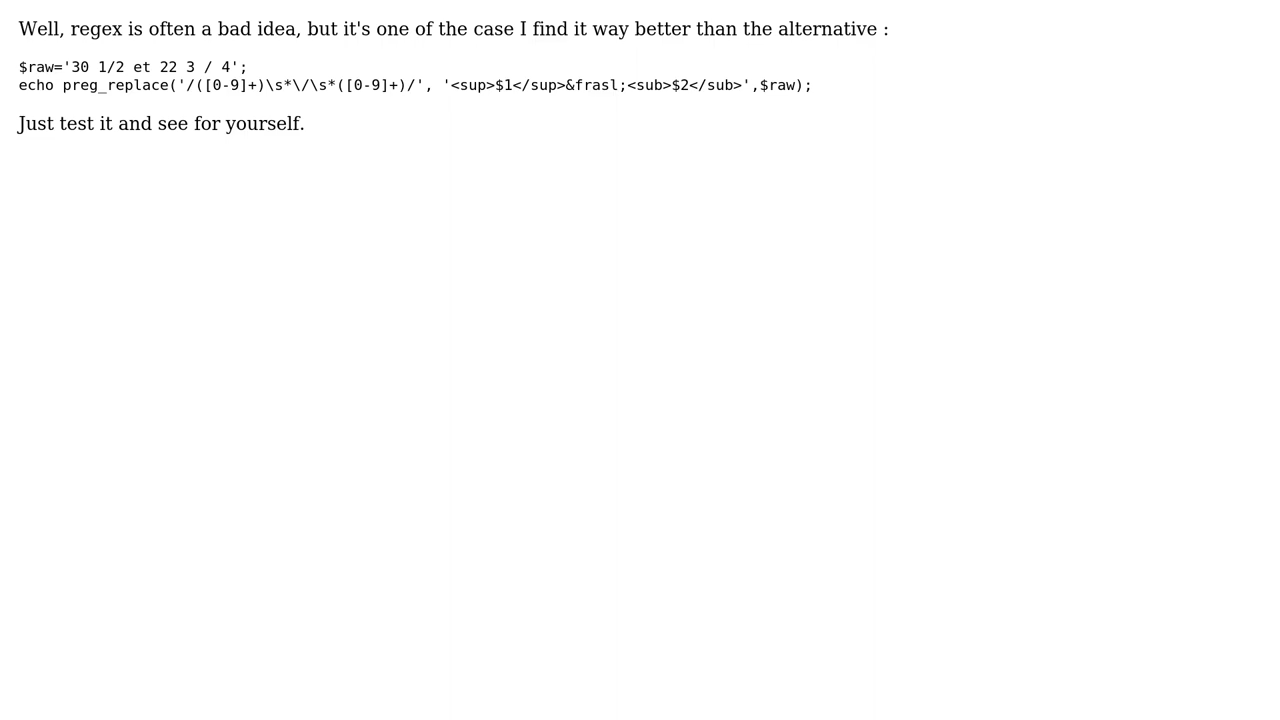 Well, regex is often a bad idea, but it's one of the case I find it way better than the alternative :
$raw='30 1/2 et 22 3 / 4';
echo preg_replace('/([0-9]+)\s*\/\s*([0-9]+)/', '<sup>$1</sup>&frasl;<sub>$2</sub>',$raw);
Just test it and see for yourself.